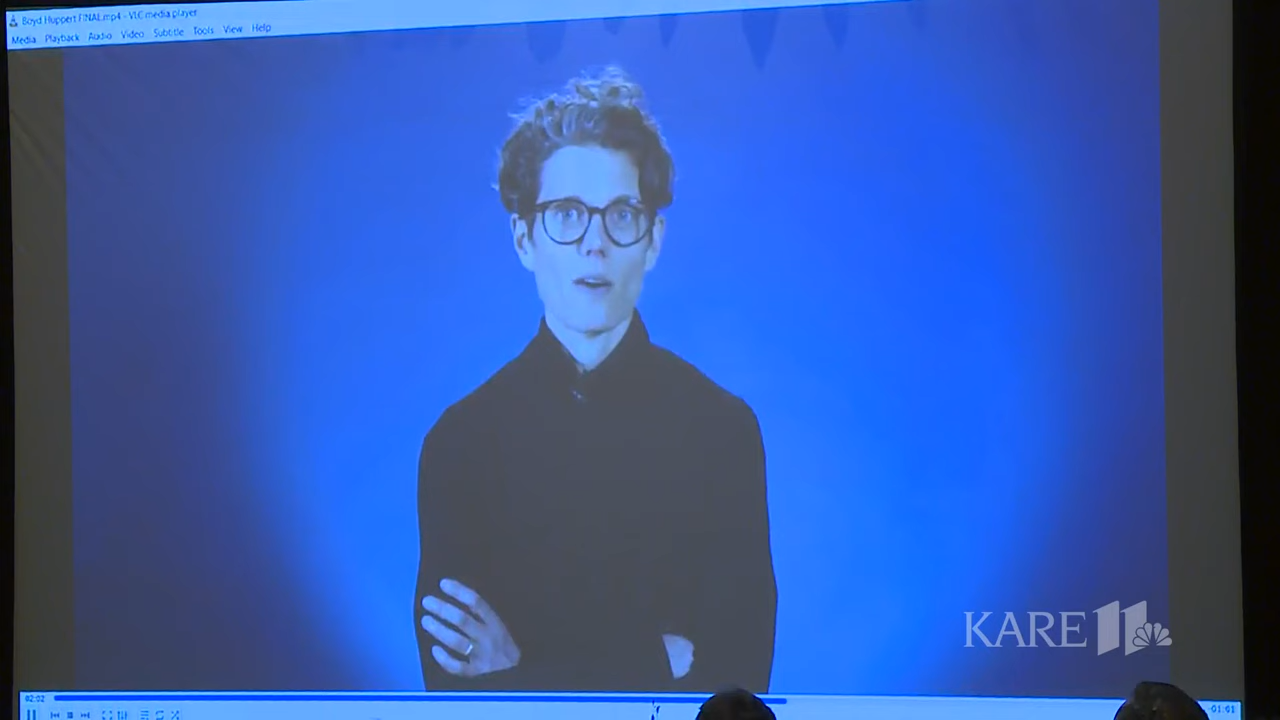 Boyd Huppert FINAL.mp4 - VLC media player
Media Playback Audio Video Subtitle Tools View Help
KARE 11
02:02
01:01